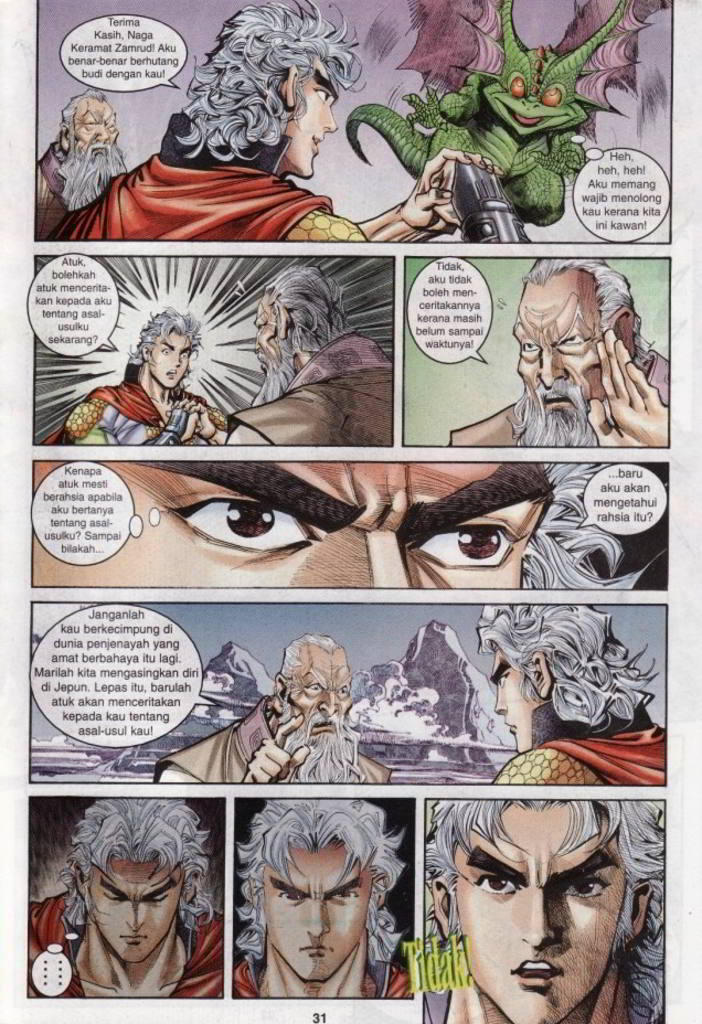 Terima
Kasih, Naga
Keramat Zamrud! Aku
benar-benar berhutang
budi dengan kau!
Heh,
heh, heh!
Aku memang
wajib menolong
kau kerana kita
ini kawan!
Atuk,
bolehkah
atuk mencerita-
kan kepada aku
tentang asal-
usulku
sekarang?
Tidak,
aku tidak
boleh men-
ceritakannya
kerana masih
belum sampai
waktunya!
Kenapa
atuk mesti
berahsia apabila
aku bertanya
tentang asal-
usulku? Sampai
bilakah...
...baru
aku akan
mengetahui
rahsia itu?
Janganlah
kau berkecimpung di
dunia penjenayah yang
amat berbahaya itu lagi.
Marilah kita mengasingkan diri
di Jepun. Lepas itu, barulah
atuk akan menceritakan
kepada kau tentang
asal-usul kau!
Tidak!
31